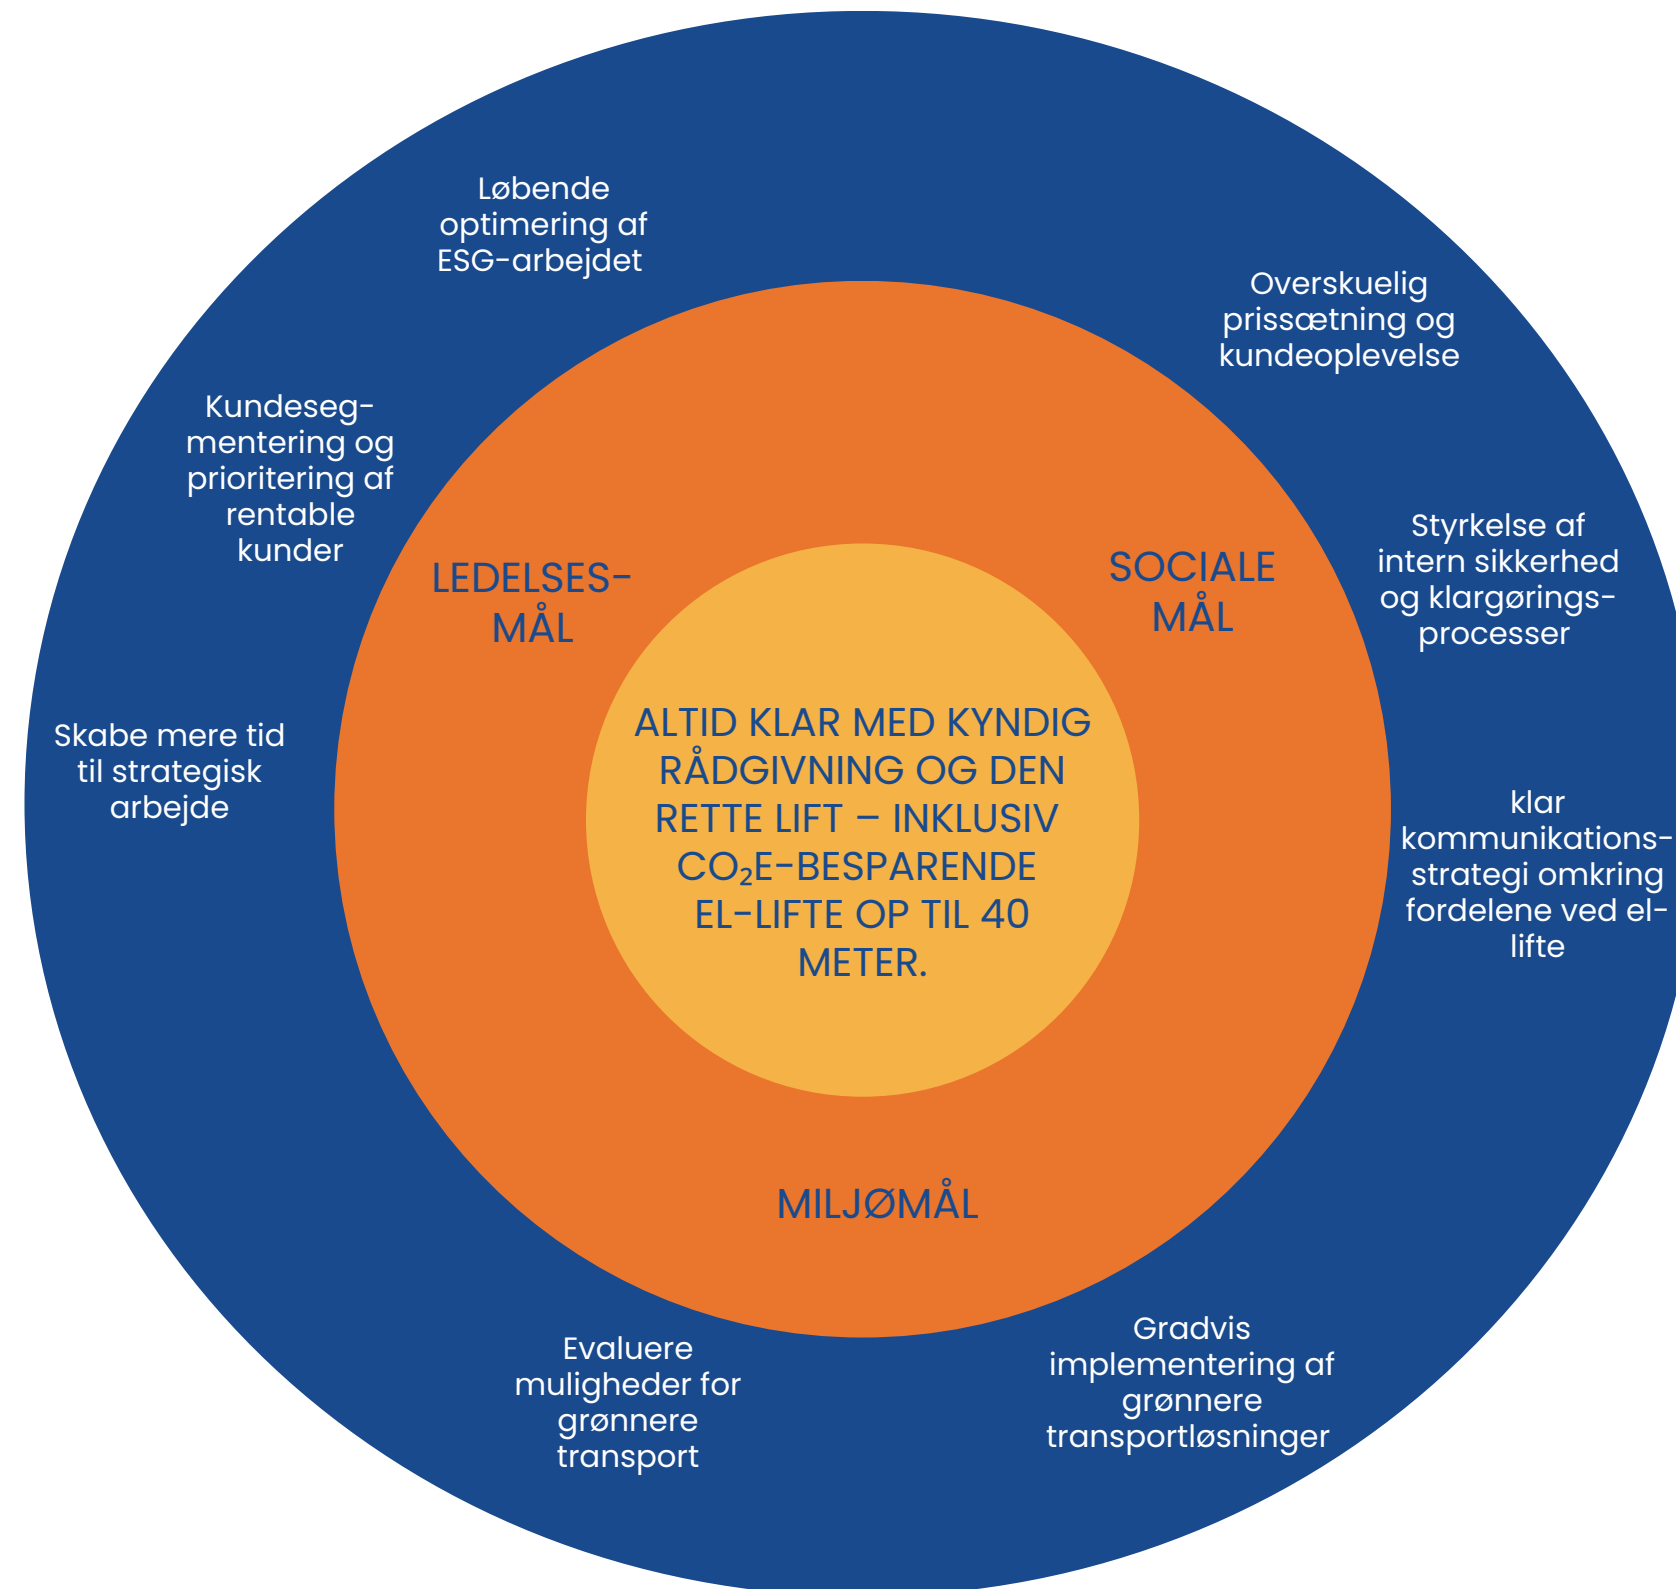 Løbende
optimering af
ESG-arbejdet
Overskuelig
prissætning og
kundeoplevelse
Kundeseg-
mentering og
prioritering af
rentable
kunder
LEDELSES-
MÅL
SOCIALE
MÅL
Styrkelse af
intern sikkerhed
og klargørings-
processer
Skabe mere tid
til strategisk
arbejde
ALTID KLAR MED KYNDIG
RÅDGIVNING OG DEN
RETTE LIFT – INKLUSIV
CO₂E-BESPARENDE
EL-LIFTE OP TIL 40
METER.
klar
kommunikations-
strategi omkring
fordelene ved el-
lifte
MILJØMÅL
Evaluere
muligheder for
grønnere
transport
Gradvis
implementering af
grønnere
transportløsninger